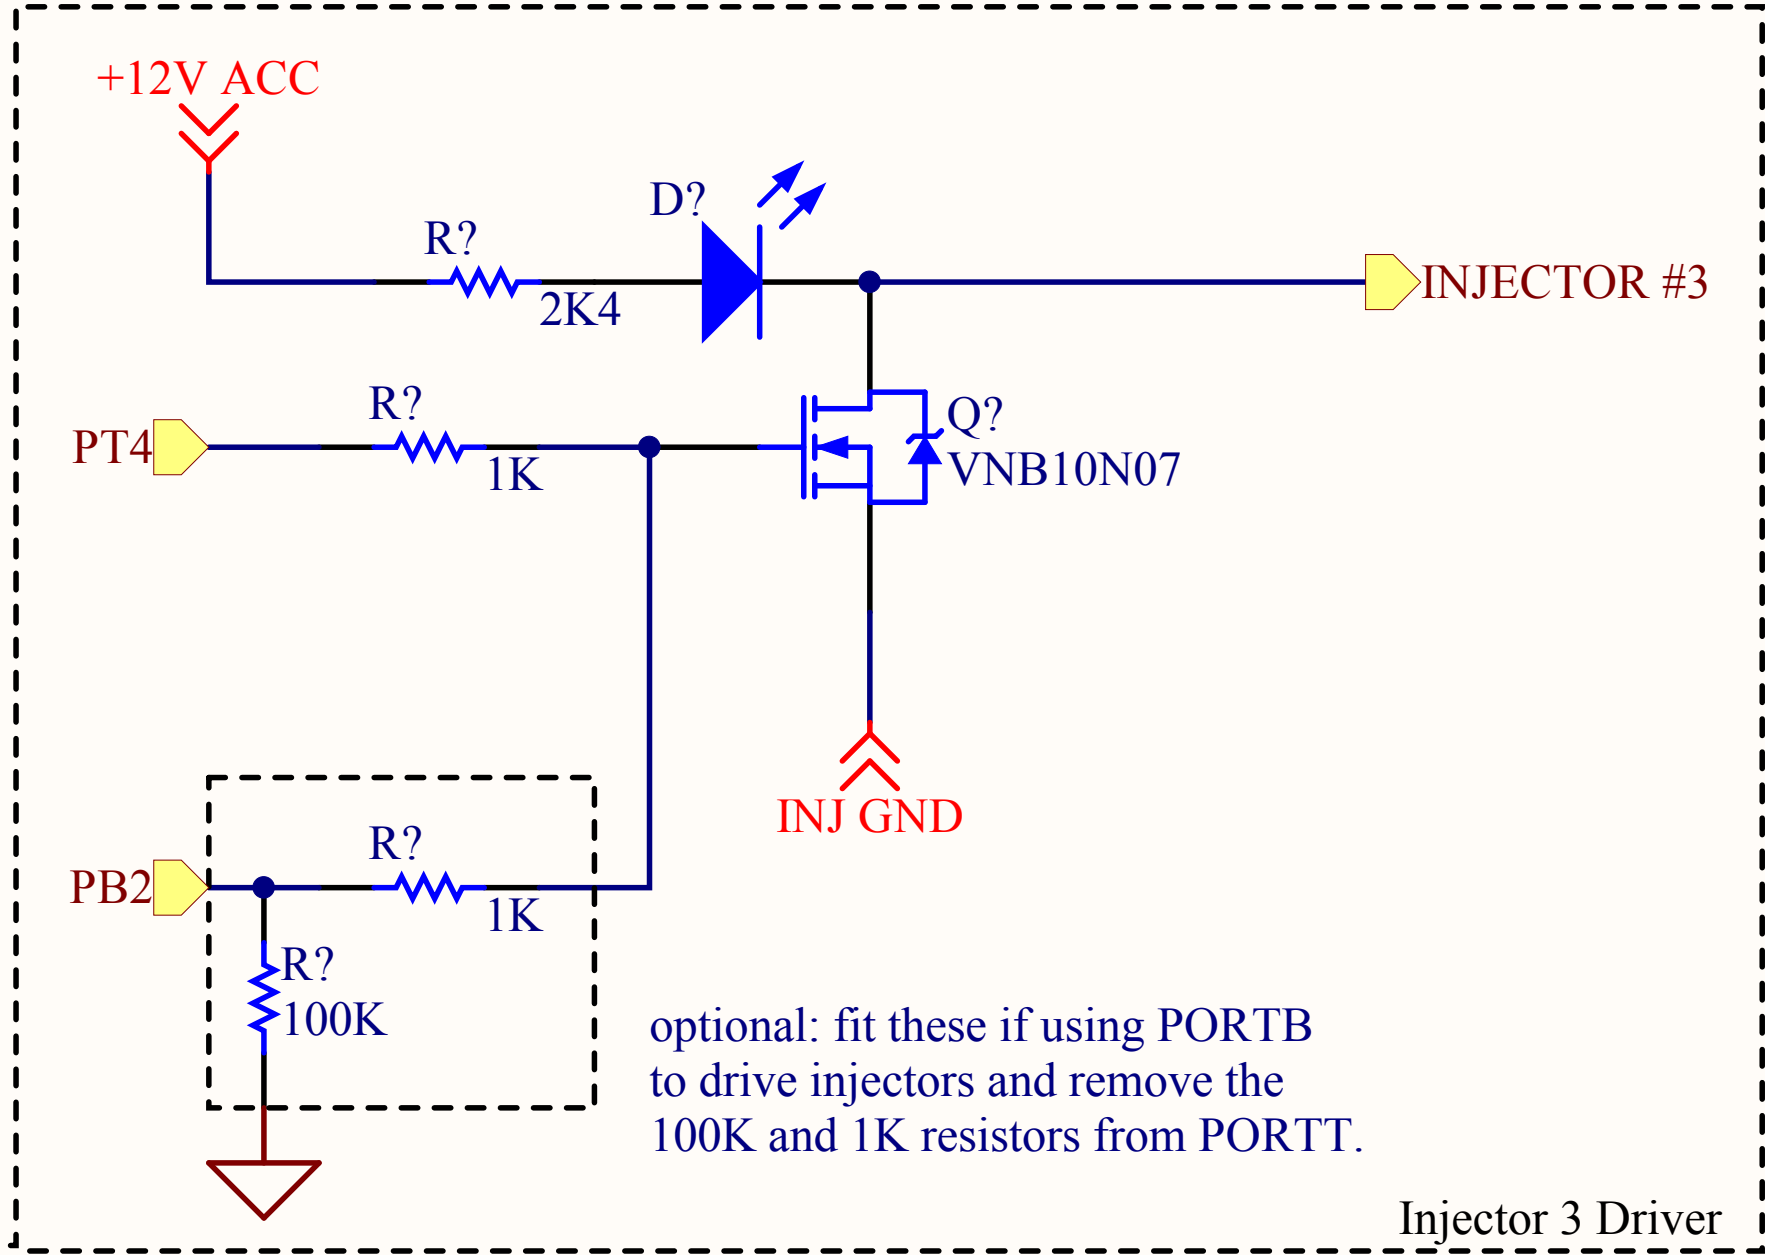 +12V ACC
D?
R?
2K4
INJECTOR #3
R?
PT4
1K
Q?
VNB10N07
INJ GND
R?
PB2
1K
R?
100K
optional: fit these if using PORTB
to drive injectors and remove the
100K and 1K resistors from PORTT.
Injector 3 Driver